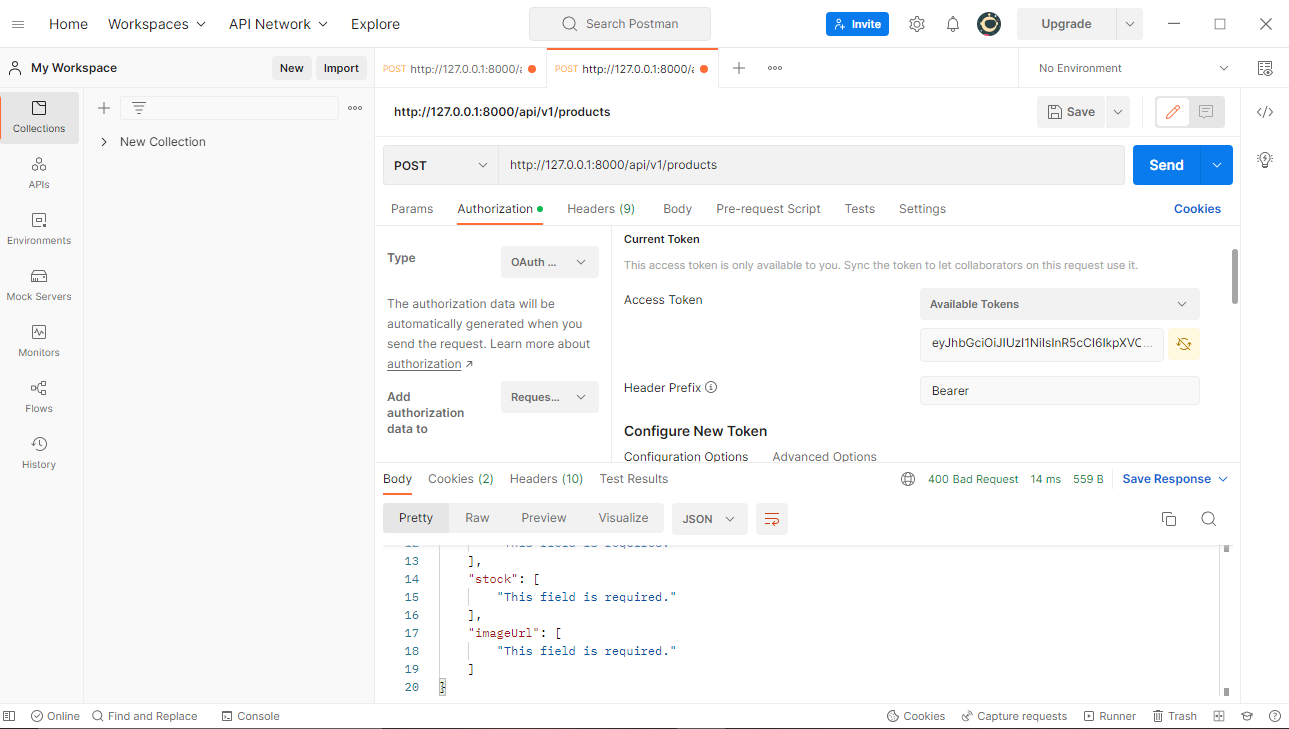 Home Workspaces API Network Explore Search Postman Invite Upgrade
My Workspace New Import POST http://127.0.0.1:8000/a POST http://127.0.0.1:8000/a No Environment
Collections
APIs
Environments
Mock Servers
Monitors
Flows
History
New Collection
http://127.0.0.1:8000/api/v1/products Save
POST http://127.0.0.1:8000/api/v1/products Send
Params Authorization Headers (9) Body Pre-request Script Tests Settings Cookies
Type OAuth ...
The authorization data will be
automatically generated when you
send the request. Learn more about
authorization ↗
Add
authorization
data to
Reques...
Current Token
This access token is only available to you. Sync the token to let collaborators on this request use it.
Access Token Available Tokens
eyJhbGciOiJIUzI1NiIsInR5cCI6IkpXVC...
Header Prefix Bearer
Configure New Token
Configuration Options Advanced Options
Body Cookies (2) Headers (10) Test Results 400 Bad Request 14 ms 559 B Save Response
Pretty Raw Preview Visualize JSON
12 "This field is required."
13 ],
14 "stock": [
15 "This field is required."
16 ],
17 "imageUrl": [
18 "This field is required."
19 ]
20 }
Online Find and Replace Console Cookies Capture requests Runner Trash